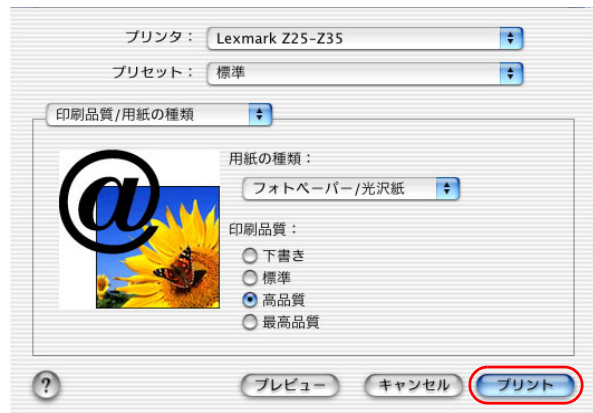 プリンタ： Lexmark Z25-Z35
プリセット： 標準
印刷品質/用紙の種類
@
用紙の種類：
フォトペーパー/光沢紙
印刷品質：
下書き
標準
高品質
最高品質
? プレビュー キャンセル プリント